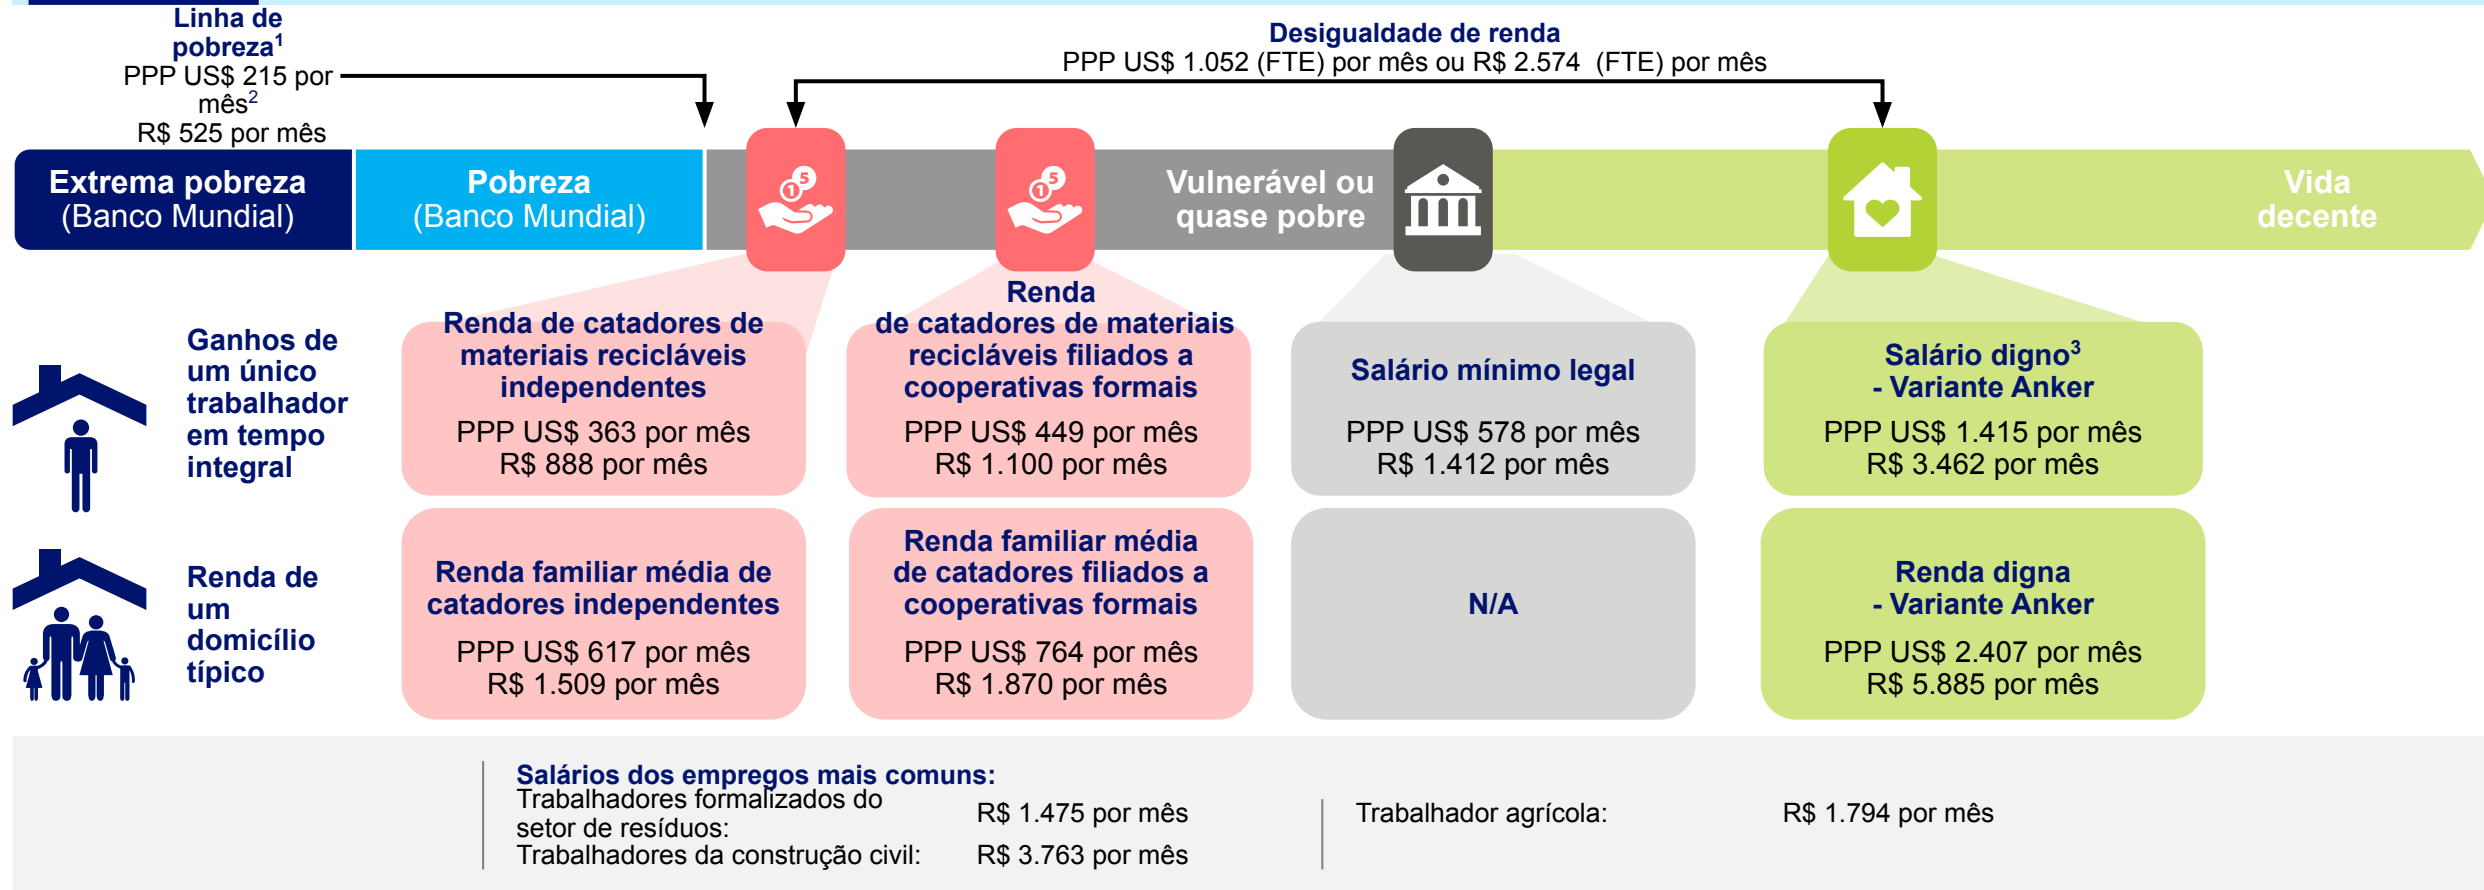 Linha de
pobreza¹
PPP US$ 215 por
mês²
R$ 525 por mês
Desigualdade de renda
PPP US$ 1.052 (FTE) por mês ou R$ 2.574 (FTE) por mês
Extrema pobreza
(Banco Mundial)
Pobreza
(Banco Mundial)
1 5
1 5
Vulnerável ou
quase pobre
Vida
decente
Ganhos de
um único
trabalhador
em tempo
integral
Renda de catadores de
materiais recicláveis
independentes
PPP US$ 363 por mês
R$ 888 por mês
Renda
de catadores de materiais
recicláveis filiados a
cooperativas formais
PPP US$ 449 por mês
R$ 1.100 por mês
Salário mínimo legal
PPP US$ 578 por mês
R$ 1.412 por mês
Salário digno³
- Variante Anker
PPP US$ 1.415 por mês
R$ 3.462 por mês
Renda de
um
domicílio
típico
Renda familiar média de
catadores independentes
PPP US$ 617 por mês
R$ 1.509 por mês
Renda familiar média
de catadores filiados a
cooperativas formais
PPP US$ 764 por mês
R$ 1.870 por mês
N/A
Renda digna
- Variante Anker
PPP US$ 2.407 por mês
R$ 5.885 por mês
Salários dos empregos mais comuns:
Trabalhadores formalizados do
setor de resíduos:
R$ 1.475 por mês
Trabalhadores da construção civil:
R$ 3.763 por mês
Trabalhador agrícola:
R$ 1.794 por mês